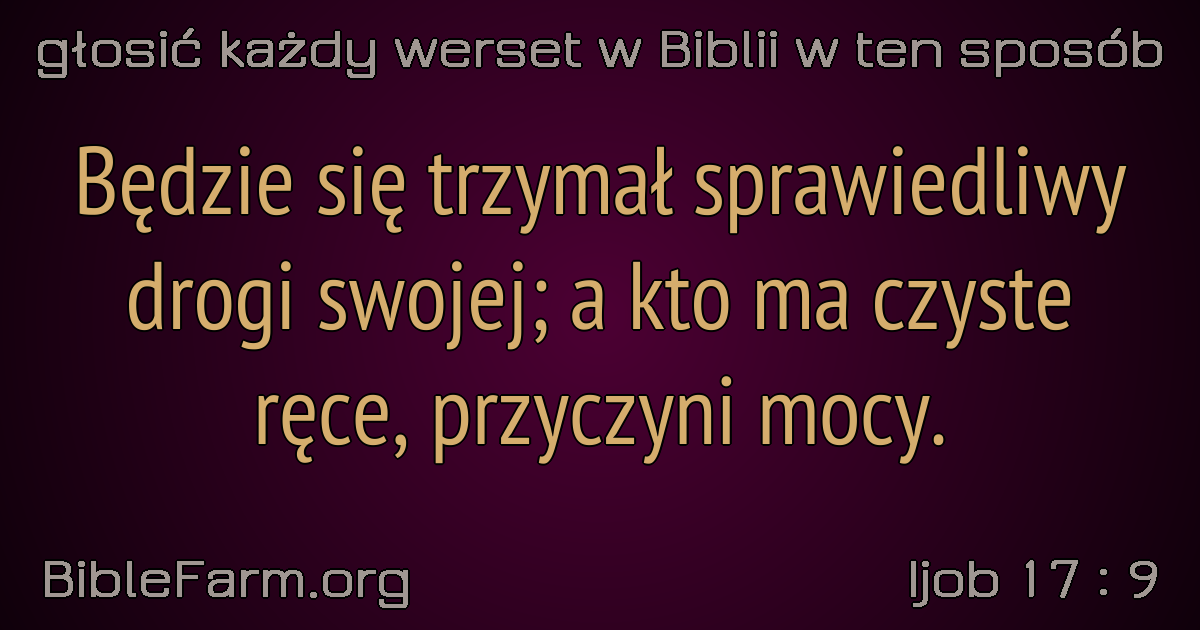 głosić każdy werset w Biblii w ten sposób
Będzie się trzymał sprawiedliwy
drogi swojej; a kto ma czyste
ręce, przyczyni mocy.
BibleFarm.org
Ijob 17 : 9